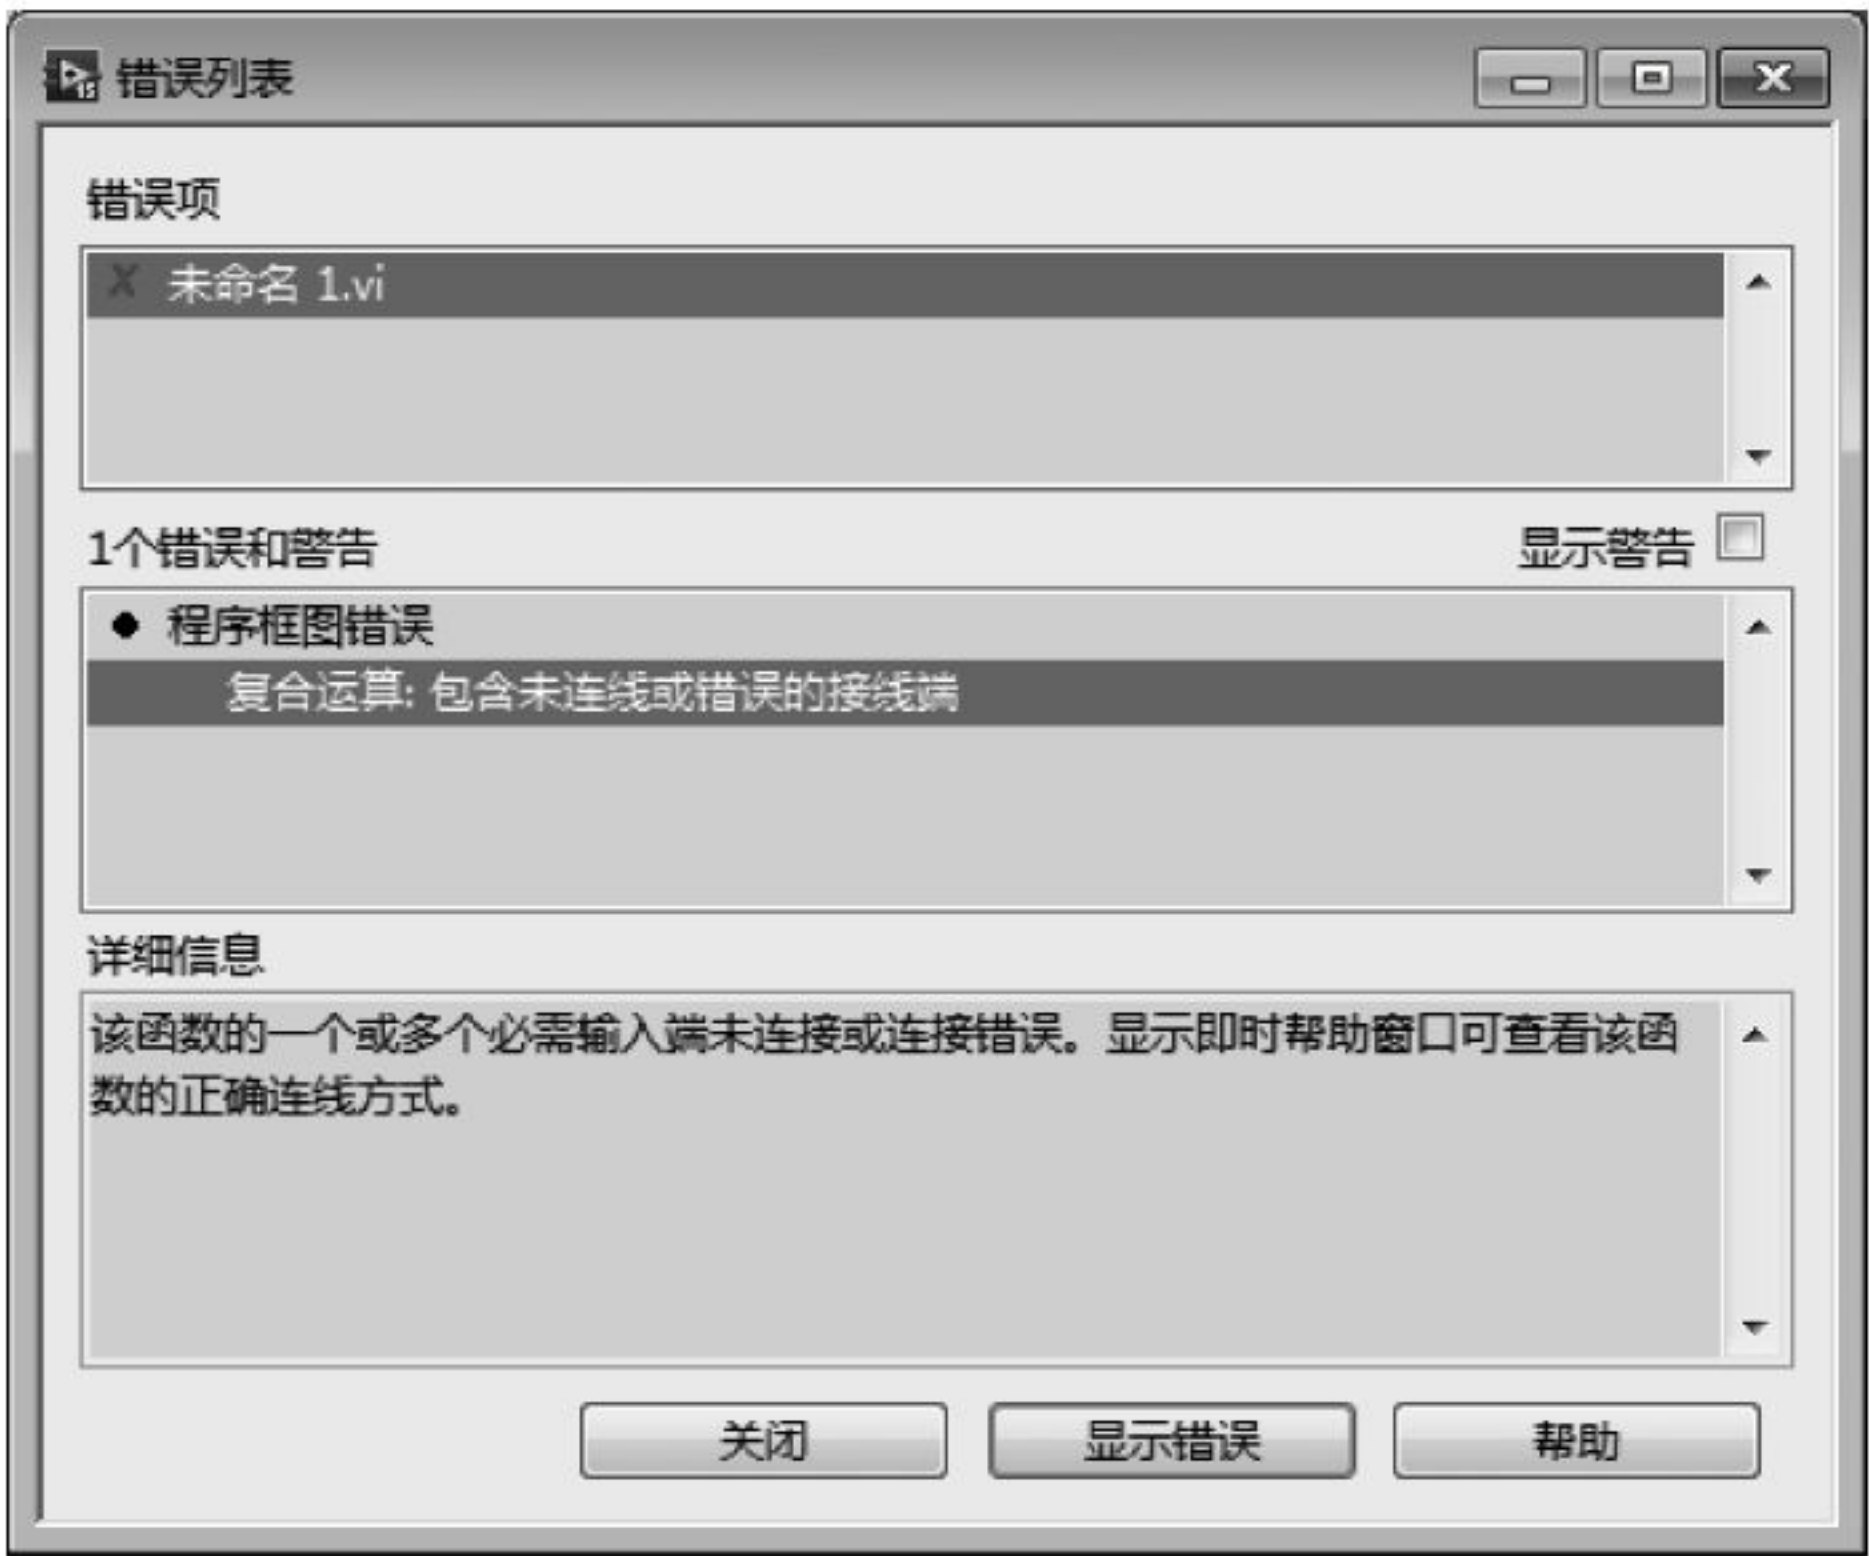 错误列表
错误项
X 未命名 1.vi
1个错误和警告
显示警告
程序框图错误
复合运算: 包含未连线或错误的接线端
详细信息
该函数的一个或多个必需输入端未连接或连接错误。显示即时帮助窗口可查看该函
数的正确连线方式。
关闭
显示错误
帮助